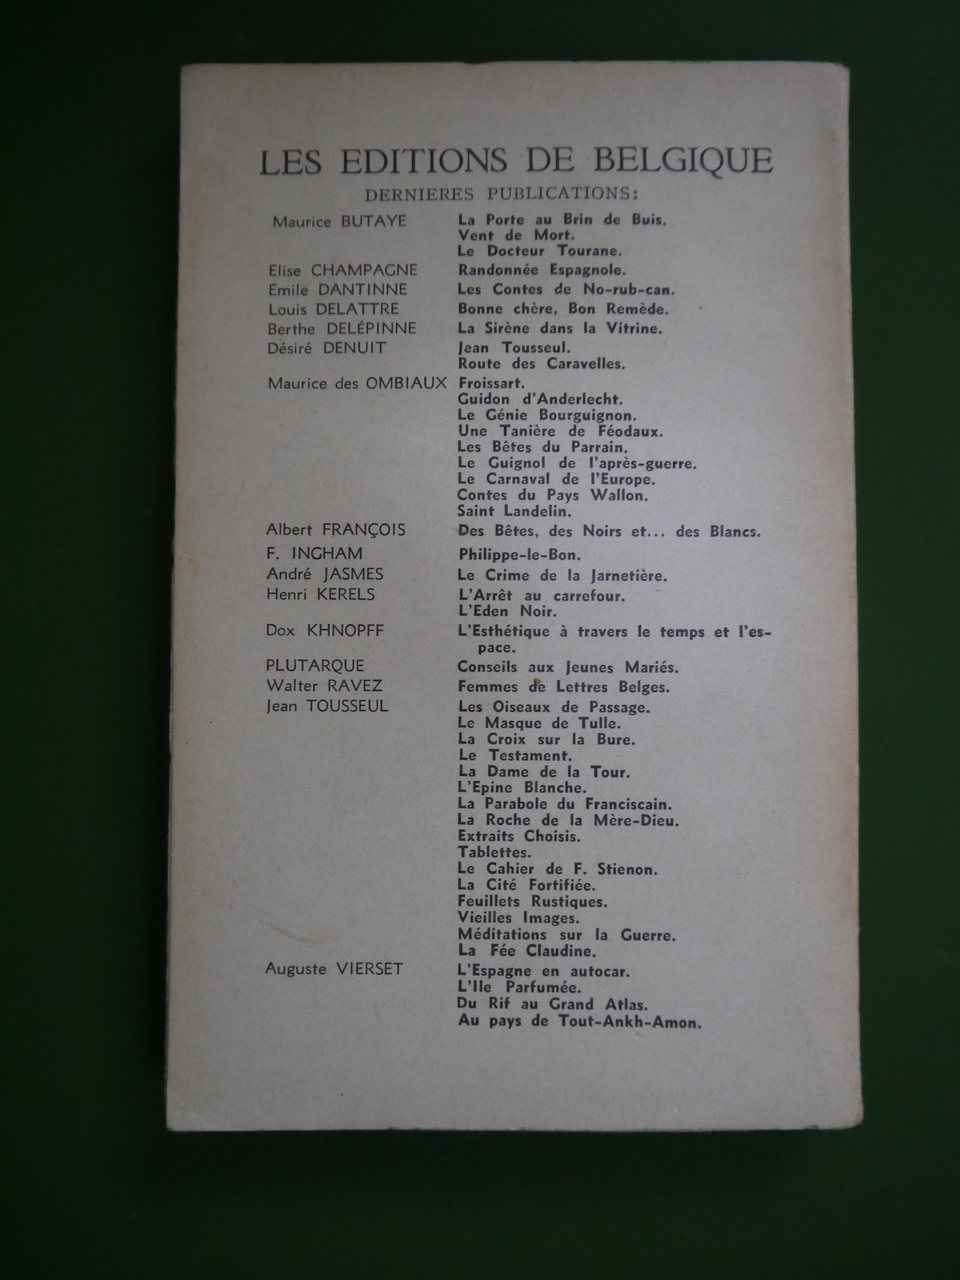 LES EDITIONS DE BELGIQUE
DERNIERES PUBLICATIONS:
Maurice BUTAYE La Porte au Brin de Buis.
Vent de Mort.
Le Docteur Tourane.
Elise CHAMPAGNE Randonnée Espagnole.
Emile DANTINNE Les Contes de No-rub-can.
Louis DELATTRE Bonne chère, Bon Remède.
Berthe DELÉPINNE La Sirène dans la Vitrine.
Désiré DENUIT Jean Tousseul.
Route des Caravelles.
Maurice des OMBIAUX Froissart.
Guidon d'Anderlecht.
Le Génie Bourguignon.
Une Tanière de Féodaux.
Les Bêtes du Parrain.
Le Guignol de l'après-guerre.
Le Carnaval de l'Europe.
Contes du Pays Wallon.
Saint Landelin.
Albert FRANÇOIS Des Bêtes, des Noirs et... des Blancs.
F. INGHAM Philippe-le-Bon.
André JASMES Le Crime de la Jarnetière.
Henri KERELS L'Arrêt au carrefour.
L'Eden Noir.
Dox KHNOPFF L'Esthétique à travers le temps et l'es-
pace.
PLUTARQUE Conseils aux Jeunes Mariés.
Walter RAVEZ Femmes de Lettres Belges.
Jean TOUSSEUL Les Oiseaux de Passage.
Le Masque de Tulle.
La Croix sur la Bure.
Le Testament.
La Dame de la Tour.
L'Epine Blanche.
La Parabole du Franciscain.
La Roche de la Mère-Dieu.
Extraits Choisis.
Tablettes.
Le Cahier de F. Stienon.
La Cité Fortifiée.
Feuillets Rustiques.
Vieilles Images.
Méditations sur la Guerre.
La Fée Claudine.
Auguste VIERSET L'Espagne en autocar.
L'Ile Parfumée.
Du Rif au Grand Atlas.
Au pays de Tout-Ankh-Amon.